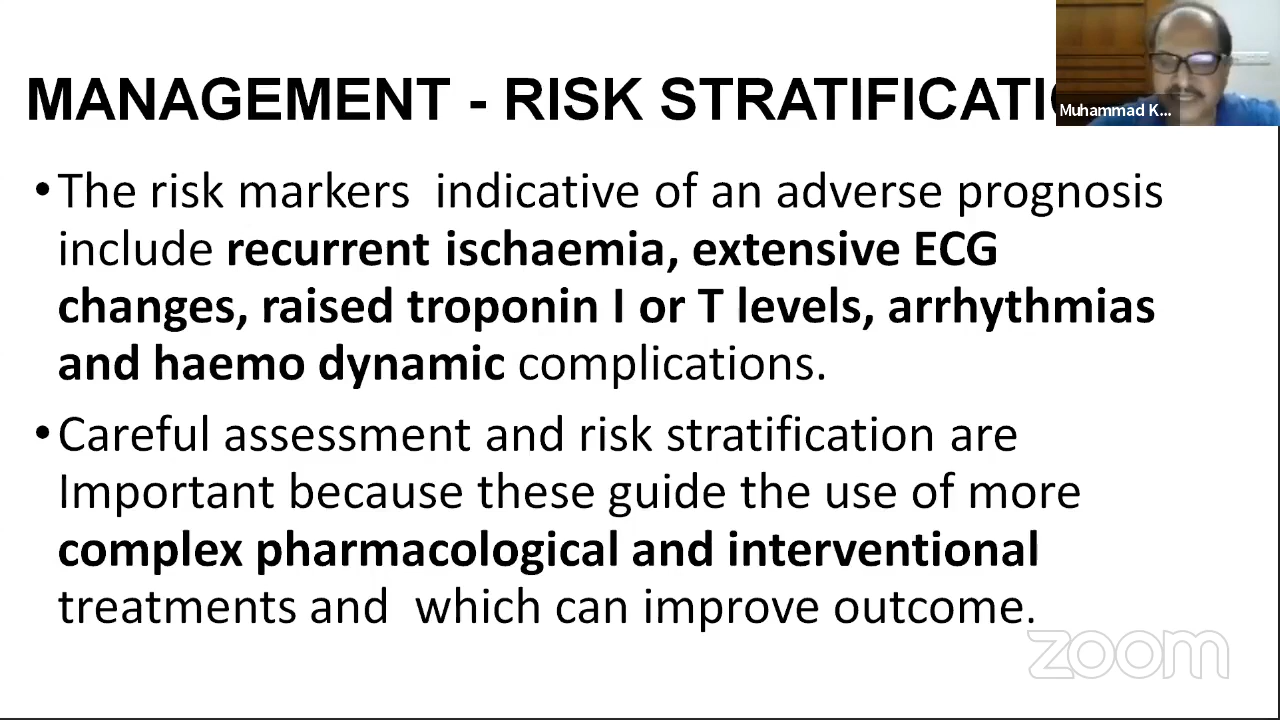 MANAGEMENT - RISK STRATIFICATI
Muhammad K...
• The risk markers indicative of an adverse prognosis
include recurrent ischaemia, extensive ECG
changes, raised troponin I or T levels, arrhythmias
and haemo dynamic complications.
• Careful assessment and risk stratification are
Important because these guide the use of more
complex pharmacological and interventional
treatments and which can improve outcome.
zoom